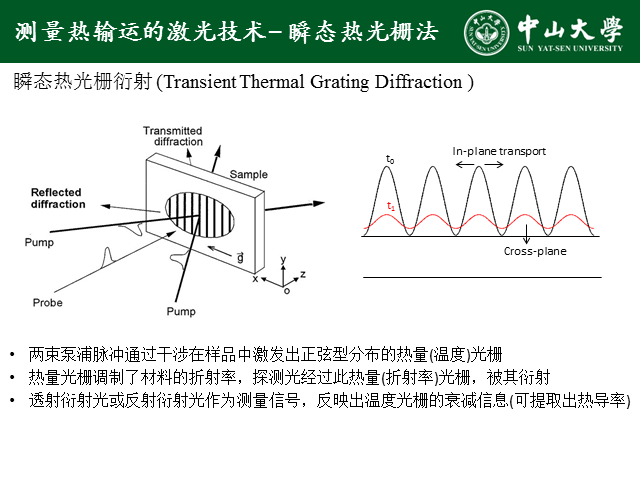 测量热输运的激光技术– 瞬态热光栅法
中山大学
SUN YAT-SEN UNIVERSITY
瞬态热光栅衍射 (Transient Thermal Grating Diffraction )
Transmitted
diffraction
Sample
Reflected
diffraction
Pump
Probe
Pump
g
x
y
z
o
In-plane transport
t0
t1
Cross-plane
• 两束泵浦脉冲通过干涉在样品中激发出正弦型分布的热量(温度)光栅
• 热量光栅调制了材料的折射率，探测光经过此热量(折射率)光栅，被其衍射
• 透射衍射光或反射衍射光作为测量信号，反映出温度光栅的衰减信息(可提取出热导率)